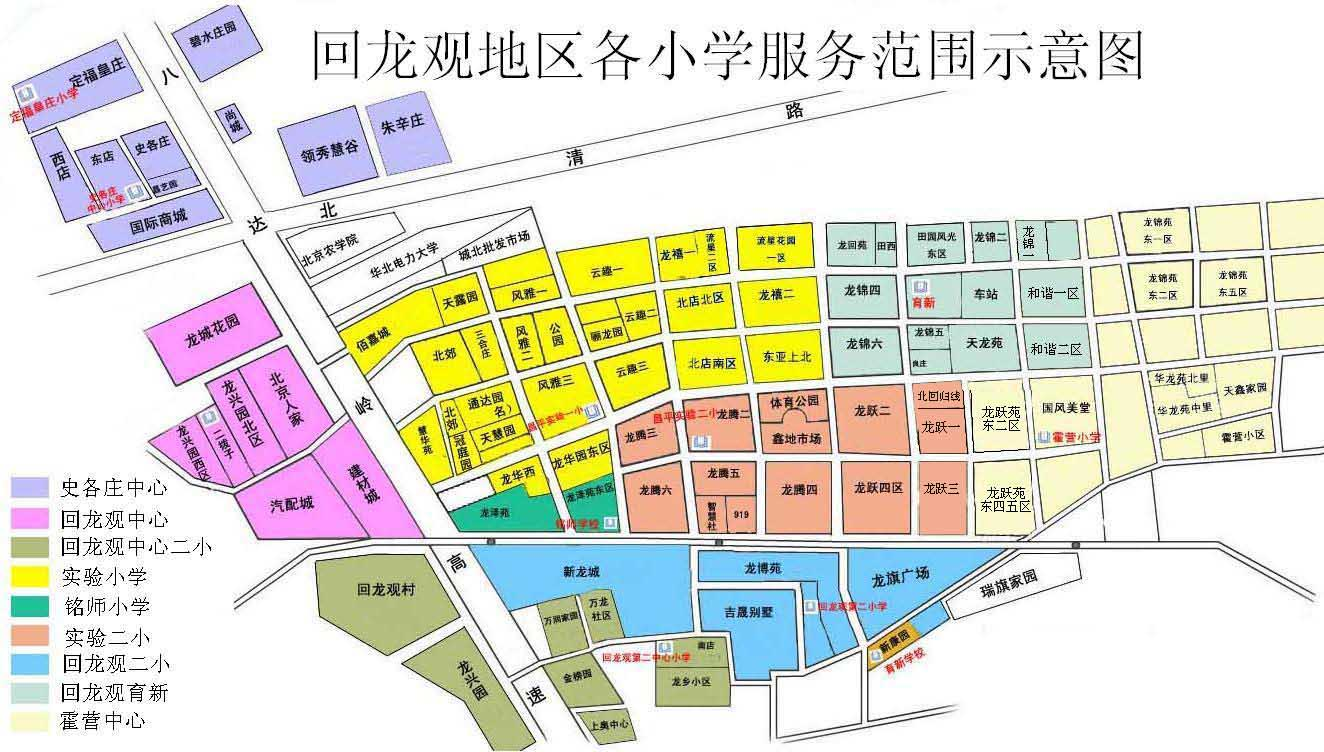 回龙观地区各小学服务范围示意图
碧水庄园
定福皇庄
定福皇庄小学
八
达
岭
高
速
尚城
西店
东店
史各庄
昌艺园
史各庄
中心小学
国际商城
领秀慧谷
朱辛庄
北
清
路
北京农学院
华北电力大学
城北批发市场
云趣一
龙禧一
流星二区
流星花园
一区
龙回苑
田西
田园风光
东区
龙锦二
龙锦一
龙锦苑
东一区
天露园
风雅一
佰嘉城
云趣二
骊龙园
北店北区
龙禧二
龙锦四
育新
车站
和谐一区
龙锦苑
东二区
龙锦苑
东五区
龙城花园
北郊
三合庄
风雅二
公园
云趣三
北店南区
东亚上北
龙锦六
龙锦五
良庄
天龙苑
和谐二区
龙兴园北区
北京人家
龙兴园西区
二拨子
慧华苑
北郊
冠庭园
通达园
名)
天慧园
风雅三
昌平实验一小
昌平实验二小
龙腾三
龙腾二
体育公园
鑫地市场
龙跃二
北回归线
龙跃一
龙跃苑
东二区
国风美堂
霍营小学
华龙苑北里
华龙苑中里
天鑫家园
霍营小区
汽配城
建材城
龙华西
龙华园东区
龙泽苑
龙泽苑东区
铭师学校
龙腾六
龙腾五
智慧社
919
龙腾四
龙跃四区
龙跃三
龙跃苑
东四五区
史各庄中心
回龙观中心
回龙观中心二小
实验小学
铭师小学
实验二小
回龙观二小
回龙观育新
霍营中心
回龙观村
新龙城
龙博苑
龙旗广场
瑞旗家园
万润家园
万龙
社区
吉晟别墅
回龙观第二小学
新康园
育新学校
龙兴园
回龙观第二中心小学
南店
龙乡小区
金榜园
上奥中心